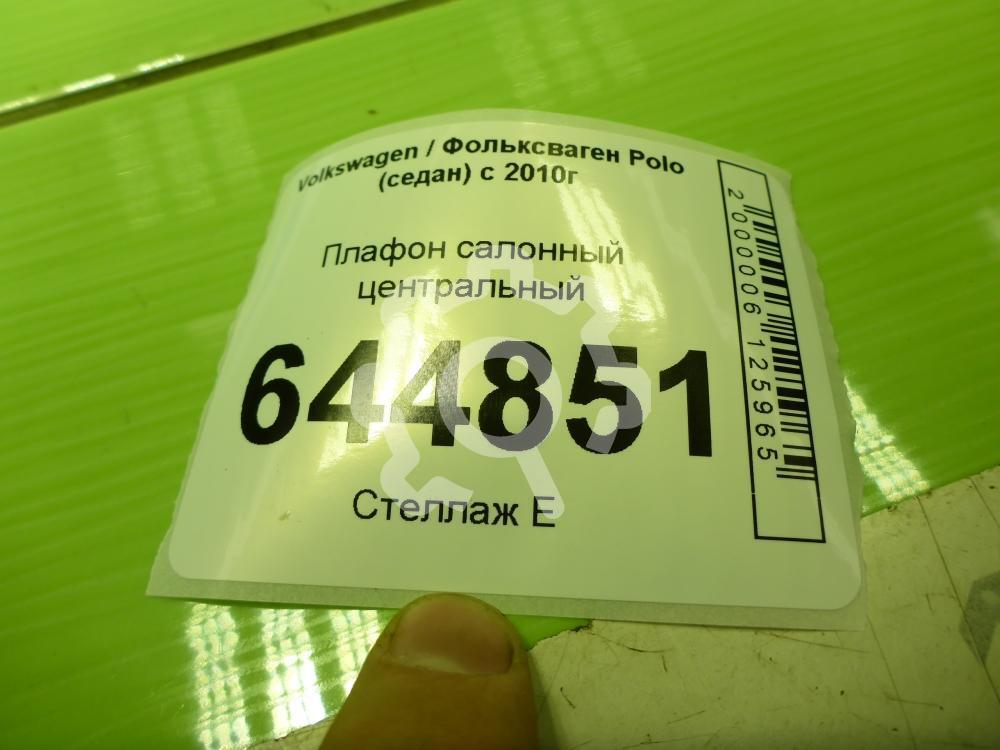 Volkswagen / Фольксваген Polo
(седан) с 2010г
Плафон салонный
центральный
644851
Стеллаж Е
2000006125965